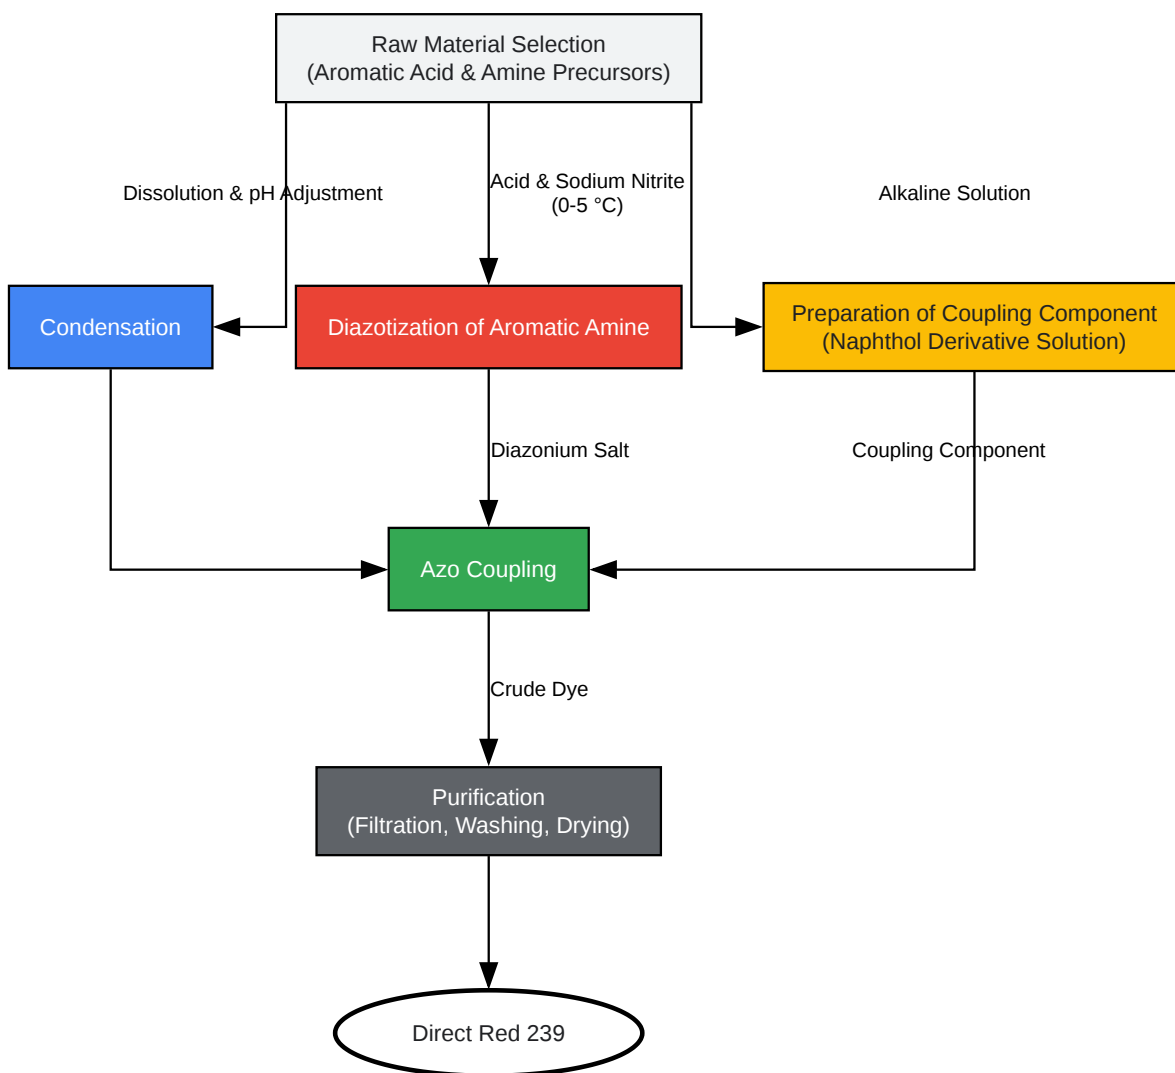 Raw Material Selection
(Aromatic Acid & Amine Precursors)
Dissolution & pH Adjustment
Acid & Sodium Nitrite
(0-5 °C)
Alkaline Solution
Condensation
Diazotization of Aromatic Amine
Preparation of Coupling Component
(Naphthol Derivative Solution)
Diazonium Salt
Coupling Component
Azo Coupling
Crude Dye
Purification
(Filtration, Washing, Drying)
Direct Red 239